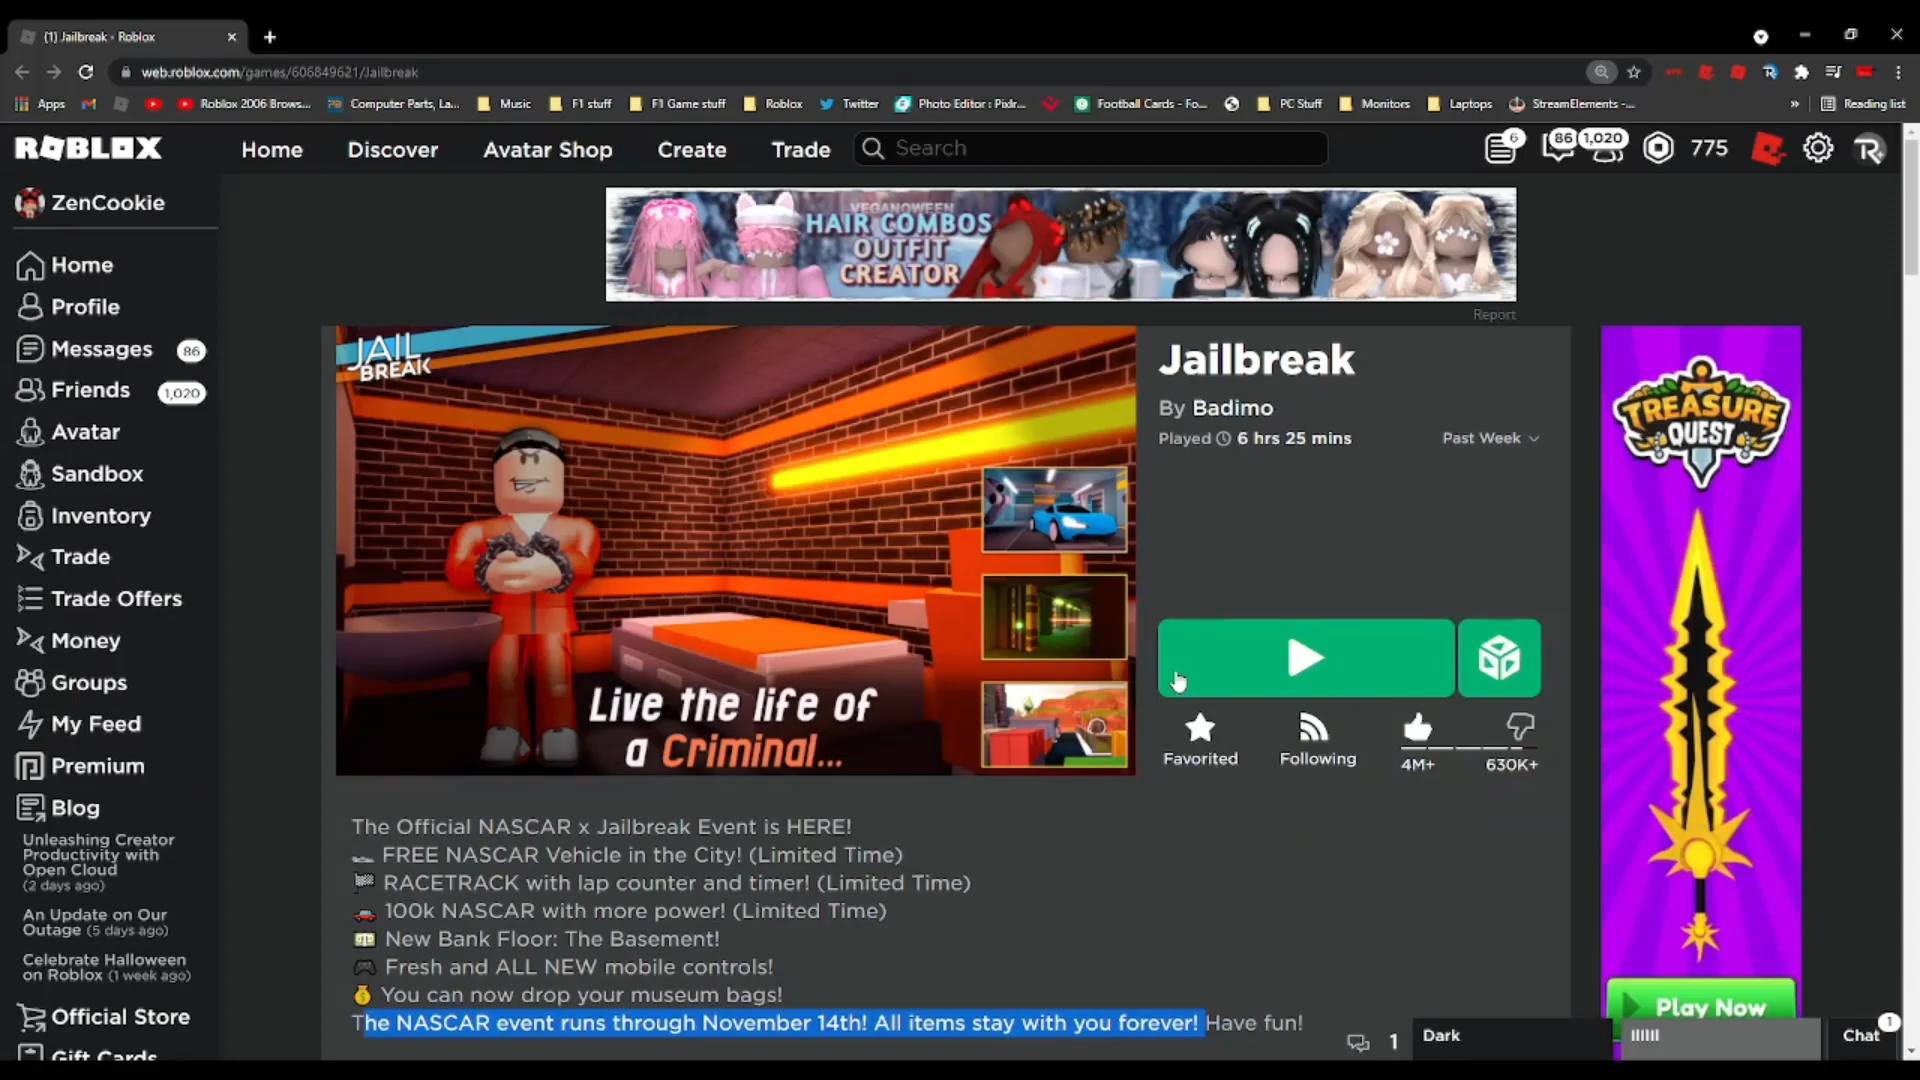 (1) Jailbreak - Roblox
web.roblox.com/games/606849621/Jailbreak
Apps
Roblox 2006 Brows...
Computer Parts, La...
Music
F1 stuff
F1 Game stuff
Roblox
Twitter
Photo Editor : Pixlr...
Football Cards - Fo...
PC Stuff
Monitors
Laptops
StreamElements -...
»
Reading list
ROBLOX
Home
Discover
Avatar Shop
Create
Trade
Search
6
86
1,020
775
ZenCookie
Home
Profile
Messages 86
Friends 1,020
Avatar
Sandbox
Inventory
Trade
Trade Offers
Money
Groups
My Feed
Premium
Blog
Unleashing Creator
Productivity with
Open Cloud
(2 days ago)
An Update on Our
Outage (5 days ago)
Celebrate Halloween
on Roblox (1 week ago)
Official Store
Gift Cards
VEGANOWEEN
HAIR COMBOS
OUTFIT
CREATOR
Report
JAIL
BREAK
Live the life of
a Criminal...
Jailbreak
By Badimo
Played 6 hrs 25 mins
Past Week
Favorited
Following
4M+
630K+
The Official NASCAR x Jailbreak Event is HERE!
🏎 FREE NASCAR Vehicle in the City! (Limited Time)
🏁 RACETRACK with lap counter and timer! (Limited Time)
🚗 100k NASCAR with more power! (Limited Time)
💵 New Bank Floor: The Basement!
🎮 Fresh and ALL NEW mobile controls!
💰 You can now drop your museum bags!
The NASCAR event runs through November 14th! All items stay with you forever! Have fun!
TREASURE
QUEST
Play Now
1
Dark
Chat
1